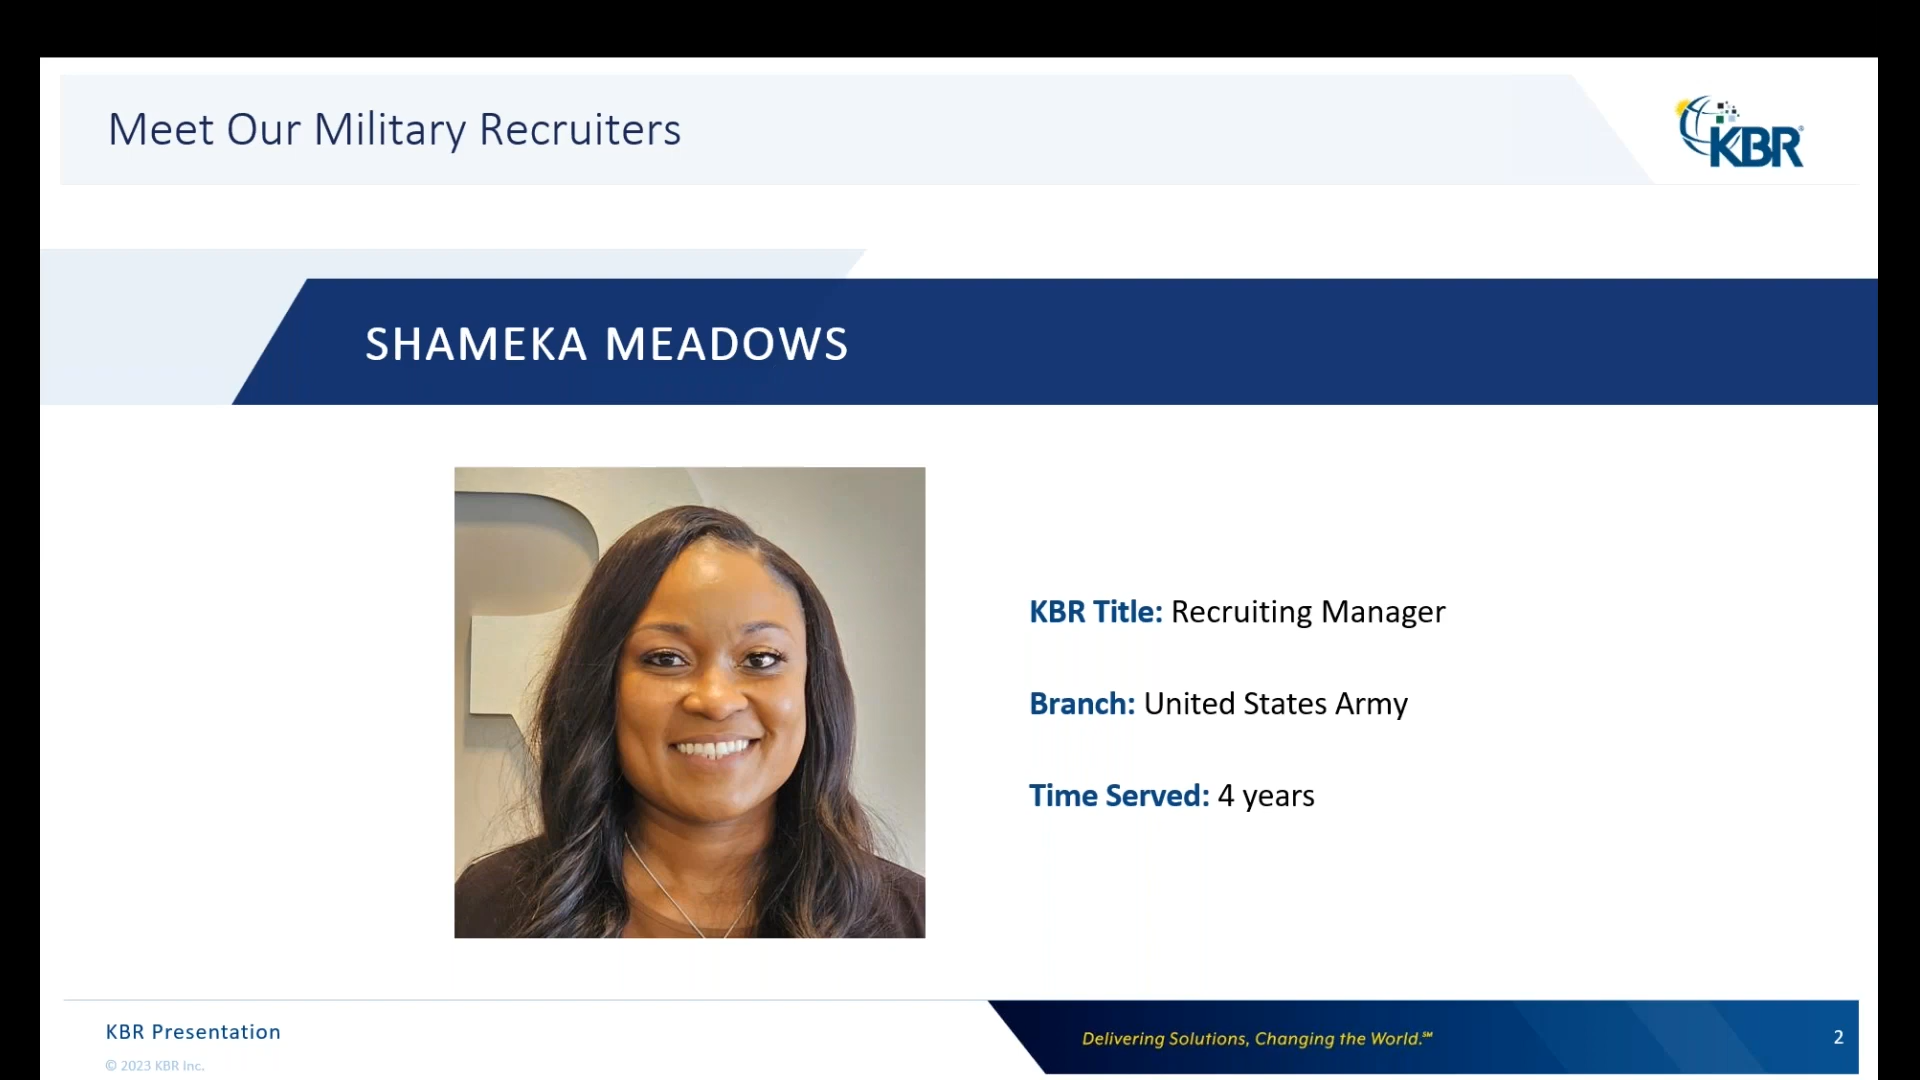 Meet Our Military Recruiters
KBR
SHAMEKA MEADOWS
KBR Title: Recruiting Manager
Branch: United States Army
Time Served: 4 years
KBR Presentation
© 2023 KBR Inc.
Delivering Solutions, Changing the World.℠
2